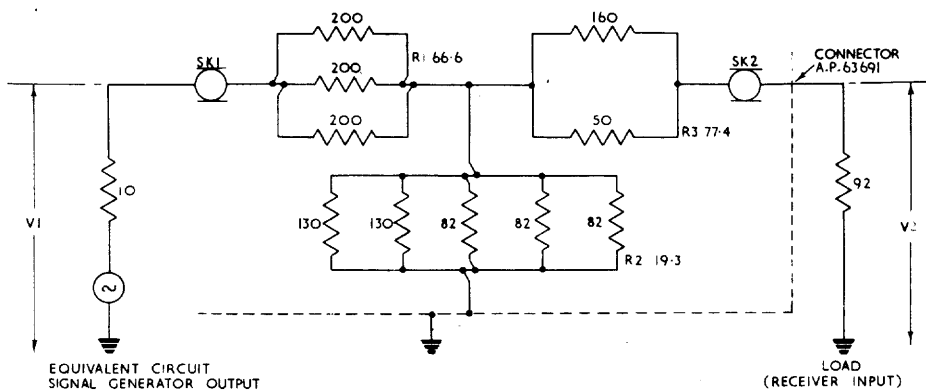 200
160
SK1
R1 66·6
SK2
CONNECTOR
A.P. 63691
200
200
50
R3 77·4
10
92
V1
130
130
82
82
82
V2
R2 19·3
EQUIVALENT CIRCUIT
SIGNAL GENERATOR OUTPUT
LOAD
(RECEIVER INPUT)